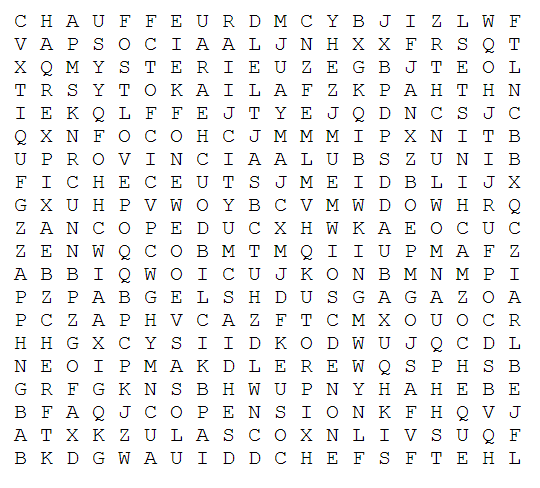 C H A U F F E U R D M C Y B J I Z L W F
V A P S O C I A A L J N H X X F R S Q T
X Q M Y S T E R I E U Z E G B J T E O L
T R S Y T O K A I L A F Z K P A H T H N
I E K Q L F F E J T Y E J Q D N C S J C
Q X N F O C O H C J M M M I P X N I T B
U P R O V I N C I A A L U B S Z U N I B
F I C H E C E U T S J M E I D B L I J X
G X U H P V W O Y B C V M W D O W H R Q
Z A N C O P E D U C X H W K A E O C U C
Z E N W Q C O B M T M Q I I U P M A F Z
A B B I Q W O I C U J K O N B M N M P I
P Z P A B G E L S H D U S G A G A Z O A
P C Z A P H V C A Z F T C M X O U O C R
H H G X C Y S I I D K O D W U J Q C D L
N E O I P M A K D L E R E W Q S P H S B
G R F G K N S B H W U P N Y H A H E B E
B F A Q J C O P E N S I O N K F H Q V J
A T X K Z U L A S C O X N L I V S U Q F
B K D G W A U I D D C H E F S F T E H L